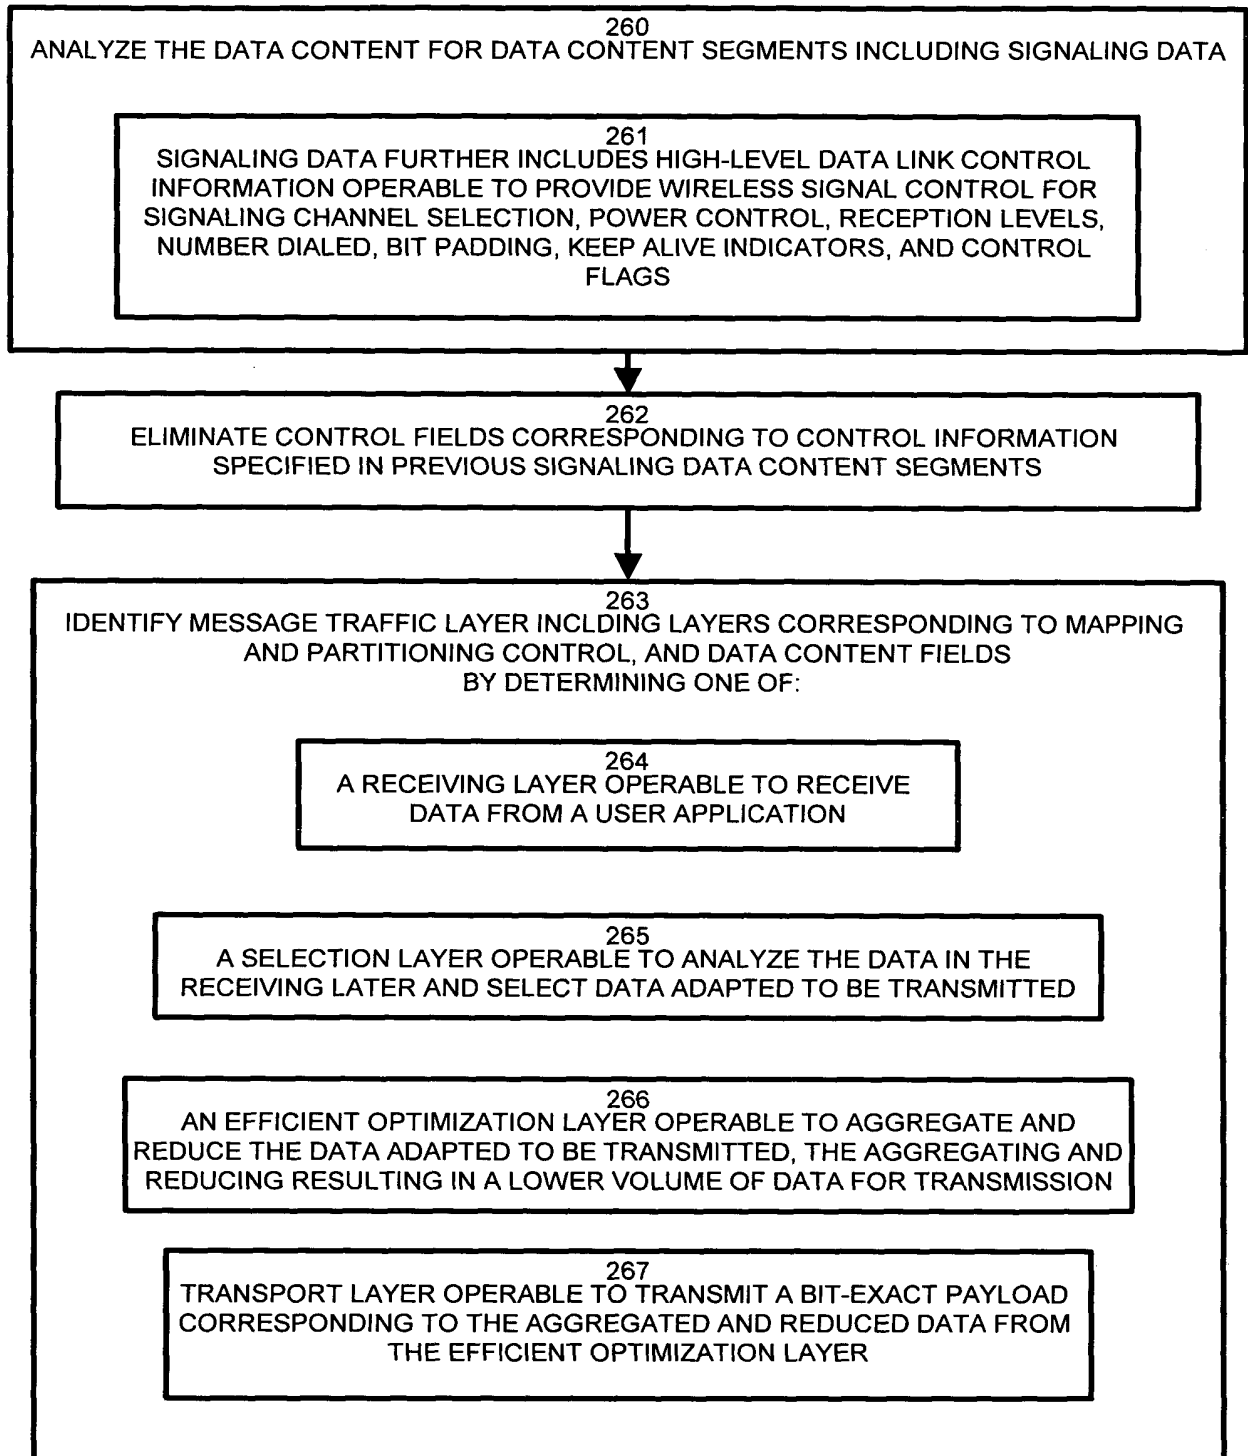 260
ANALYZE THE DATA CONTENT FOR DATA CONTENT SEGMENTS INCLUDING SIGNALING DATA
261
SIGNALING DATA FURTHER INCLUDES HIGH-LEVEL DATA LINK CONTROL
INFORMATION OPERABLE TO PROVIDE WIRELESS SIGNAL CONTROL FOR
SIGNALING CHANNEL SELECTION, POWER CONTROL, RECEPTION LEVELS,
NUMBER DIALED, BIT PADDING, KEEP ALIVE INDICATORS, AND CONTROL
FLAGS
262
ELIMINATE CONTROL FIELDS CORRESPONDING TO CONTROL INFORMATION
SPECIFIED IN PREVIOUS SIGNALING DATA CONTENT SEGMENTS
263
IDENTIFY MESSAGE TRAFFIC LAYER INCLDING LAYERS CORRESPONDING TO MAPPING
AND PARTITIONING CONTROL, AND DATA CONTENT FIELDS
BY DETERMINING ONE OF:
264
A RECEIVING LAYER OPERABLE TO RECEIVE
DATA FROM A USER APPLICATION
265
A SELECTION LAYER OPERABLE TO ANALYZE THE DATA IN THE
RECEIVING LATER AND SELECT DATA ADAPTED TO BE TRANSMITTED
266
AN EFFICIENT OPTIMIZATION LAYER OPERABLE TO AGGREGATE AND
REDUCE THE DATA ADAPTED TO BE TRANSMITTED, THE AGGREGATING AND
REDUCING RESULTING IN A LOWER VOLUME OF DATA FOR TRANSMISSION
267
TRANSPORT LAYER OPERABLE TO TRANSMIT A BIT-EXACT PAYLOAD
CORRESPONDING TO THE AGGREGATED AND REDUCED DATA FROM
THE EFFICIENT OPTIMIZATION LAYER